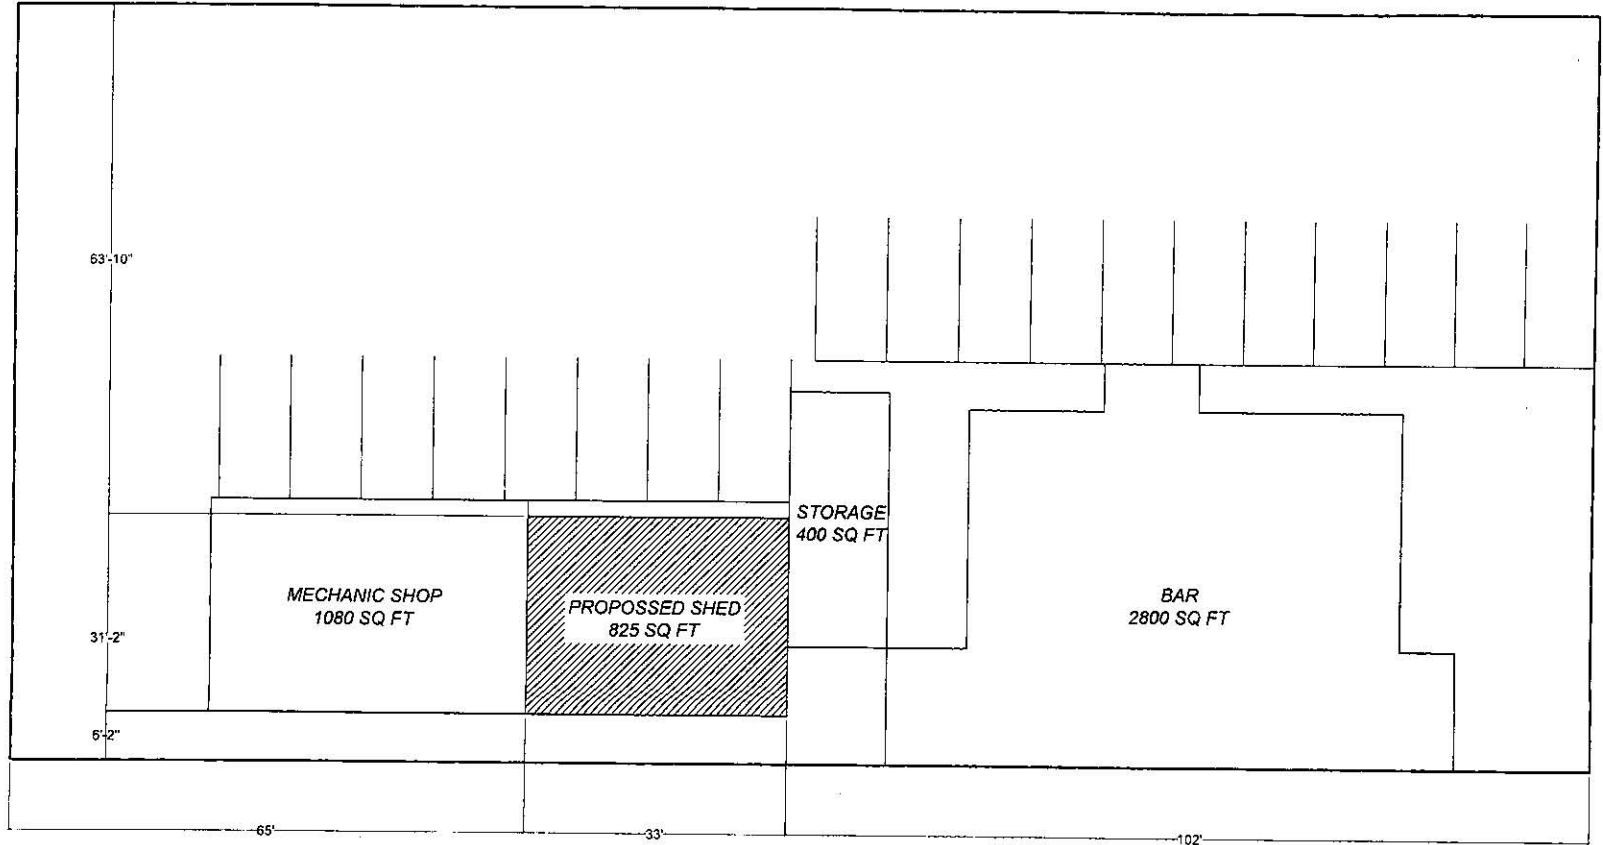 63'-10"
STORAGE
400 SQ FT
MECHANIC SHOP
1080 SQ FT
PROPOSSED SHED
825 SQ FT
BAR
2800 SQ FT
31'-2"
6'-2"
65'
33'
102'